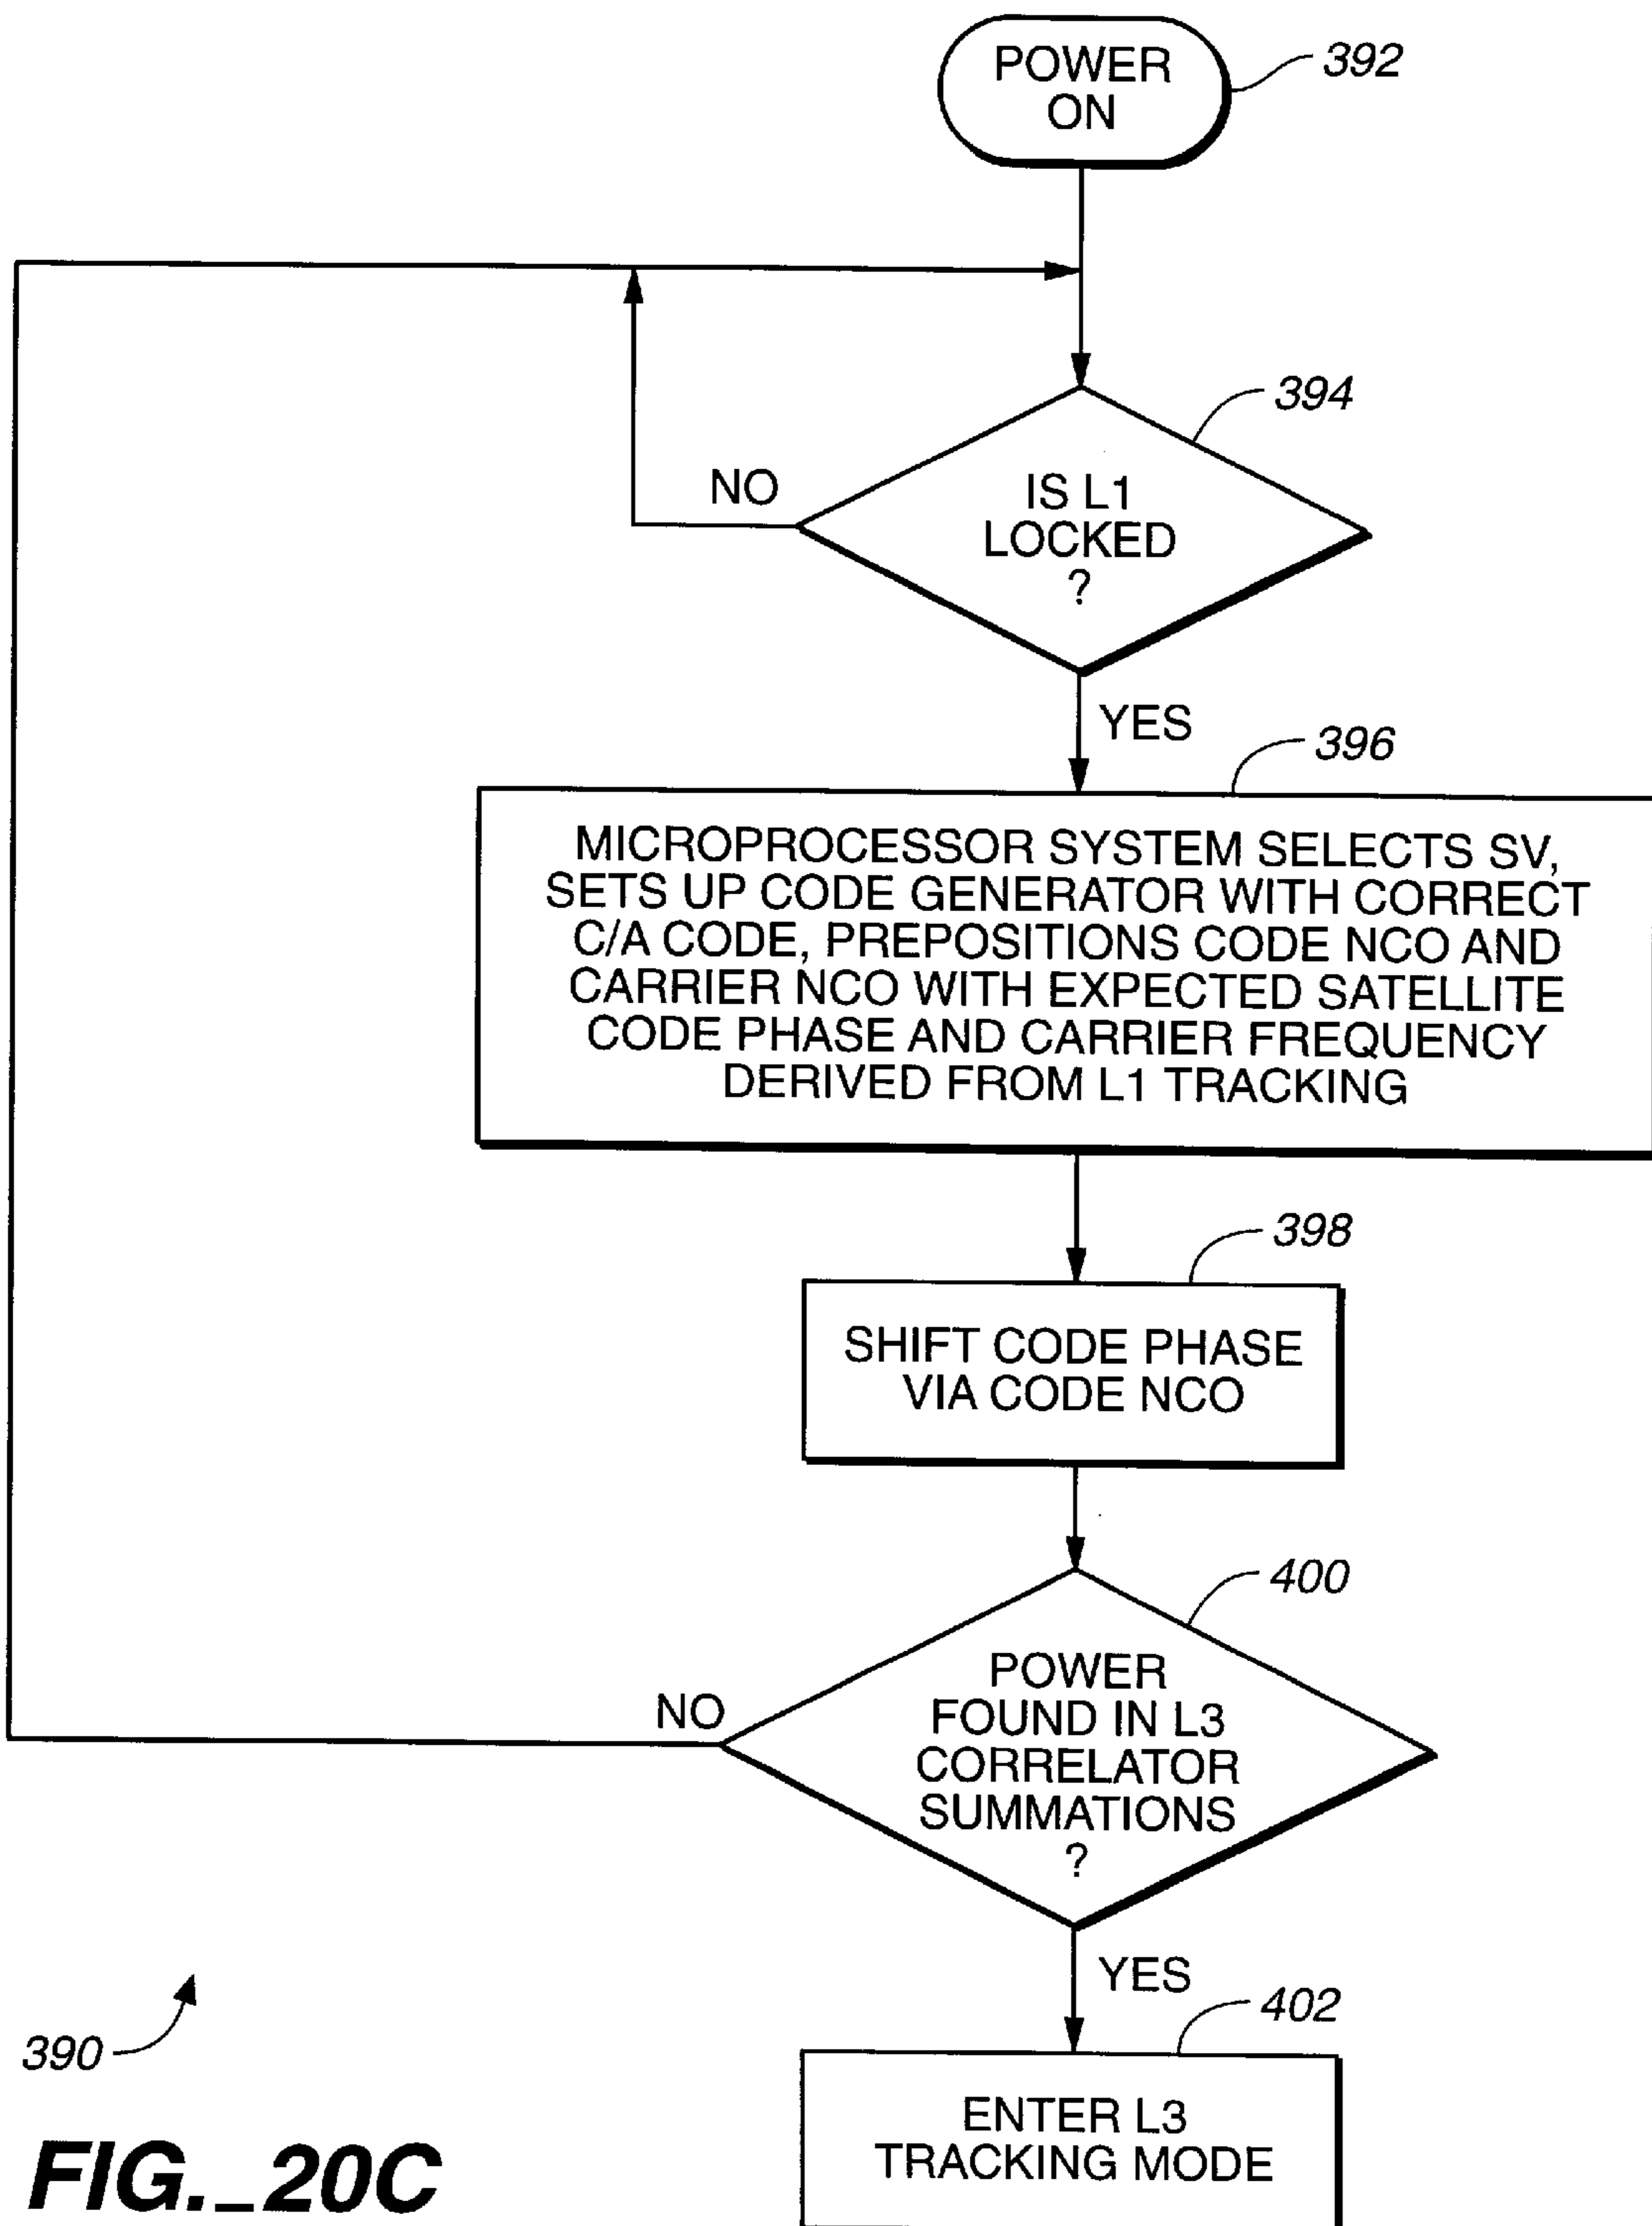 POWER
ON
392
394
NO
IS L1
LOCKED
?
YES
396
MICROPROCESSOR SYSTEM SELECTS SV,
SETS UP CODE GENERATOR WITH CORRECT
C/A CODE, PREPOSITIONS CODE NCO AND
CARRIER NCO WITH EXPECTED SATELLITE
CODE PHASE AND CARRIER FREQUENCY
DERIVED FROM L1 TRACKING
398
SHIFT CODE PHASE
VIA CODE NCO
400
NO
POWER
FOUND IN L3
CORRELATOR
SUMMATIONS
?
YES
402
390
ENTER L3
TRACKING MODE
FIG._20C